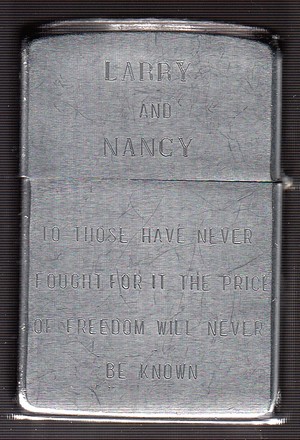 LARRY
AND
NANCY
TO THOSE HAVE NEVER
FOUGHT FOR IT THE PRICE
OF FREEDOM WILL NEVER
BE KNOWN